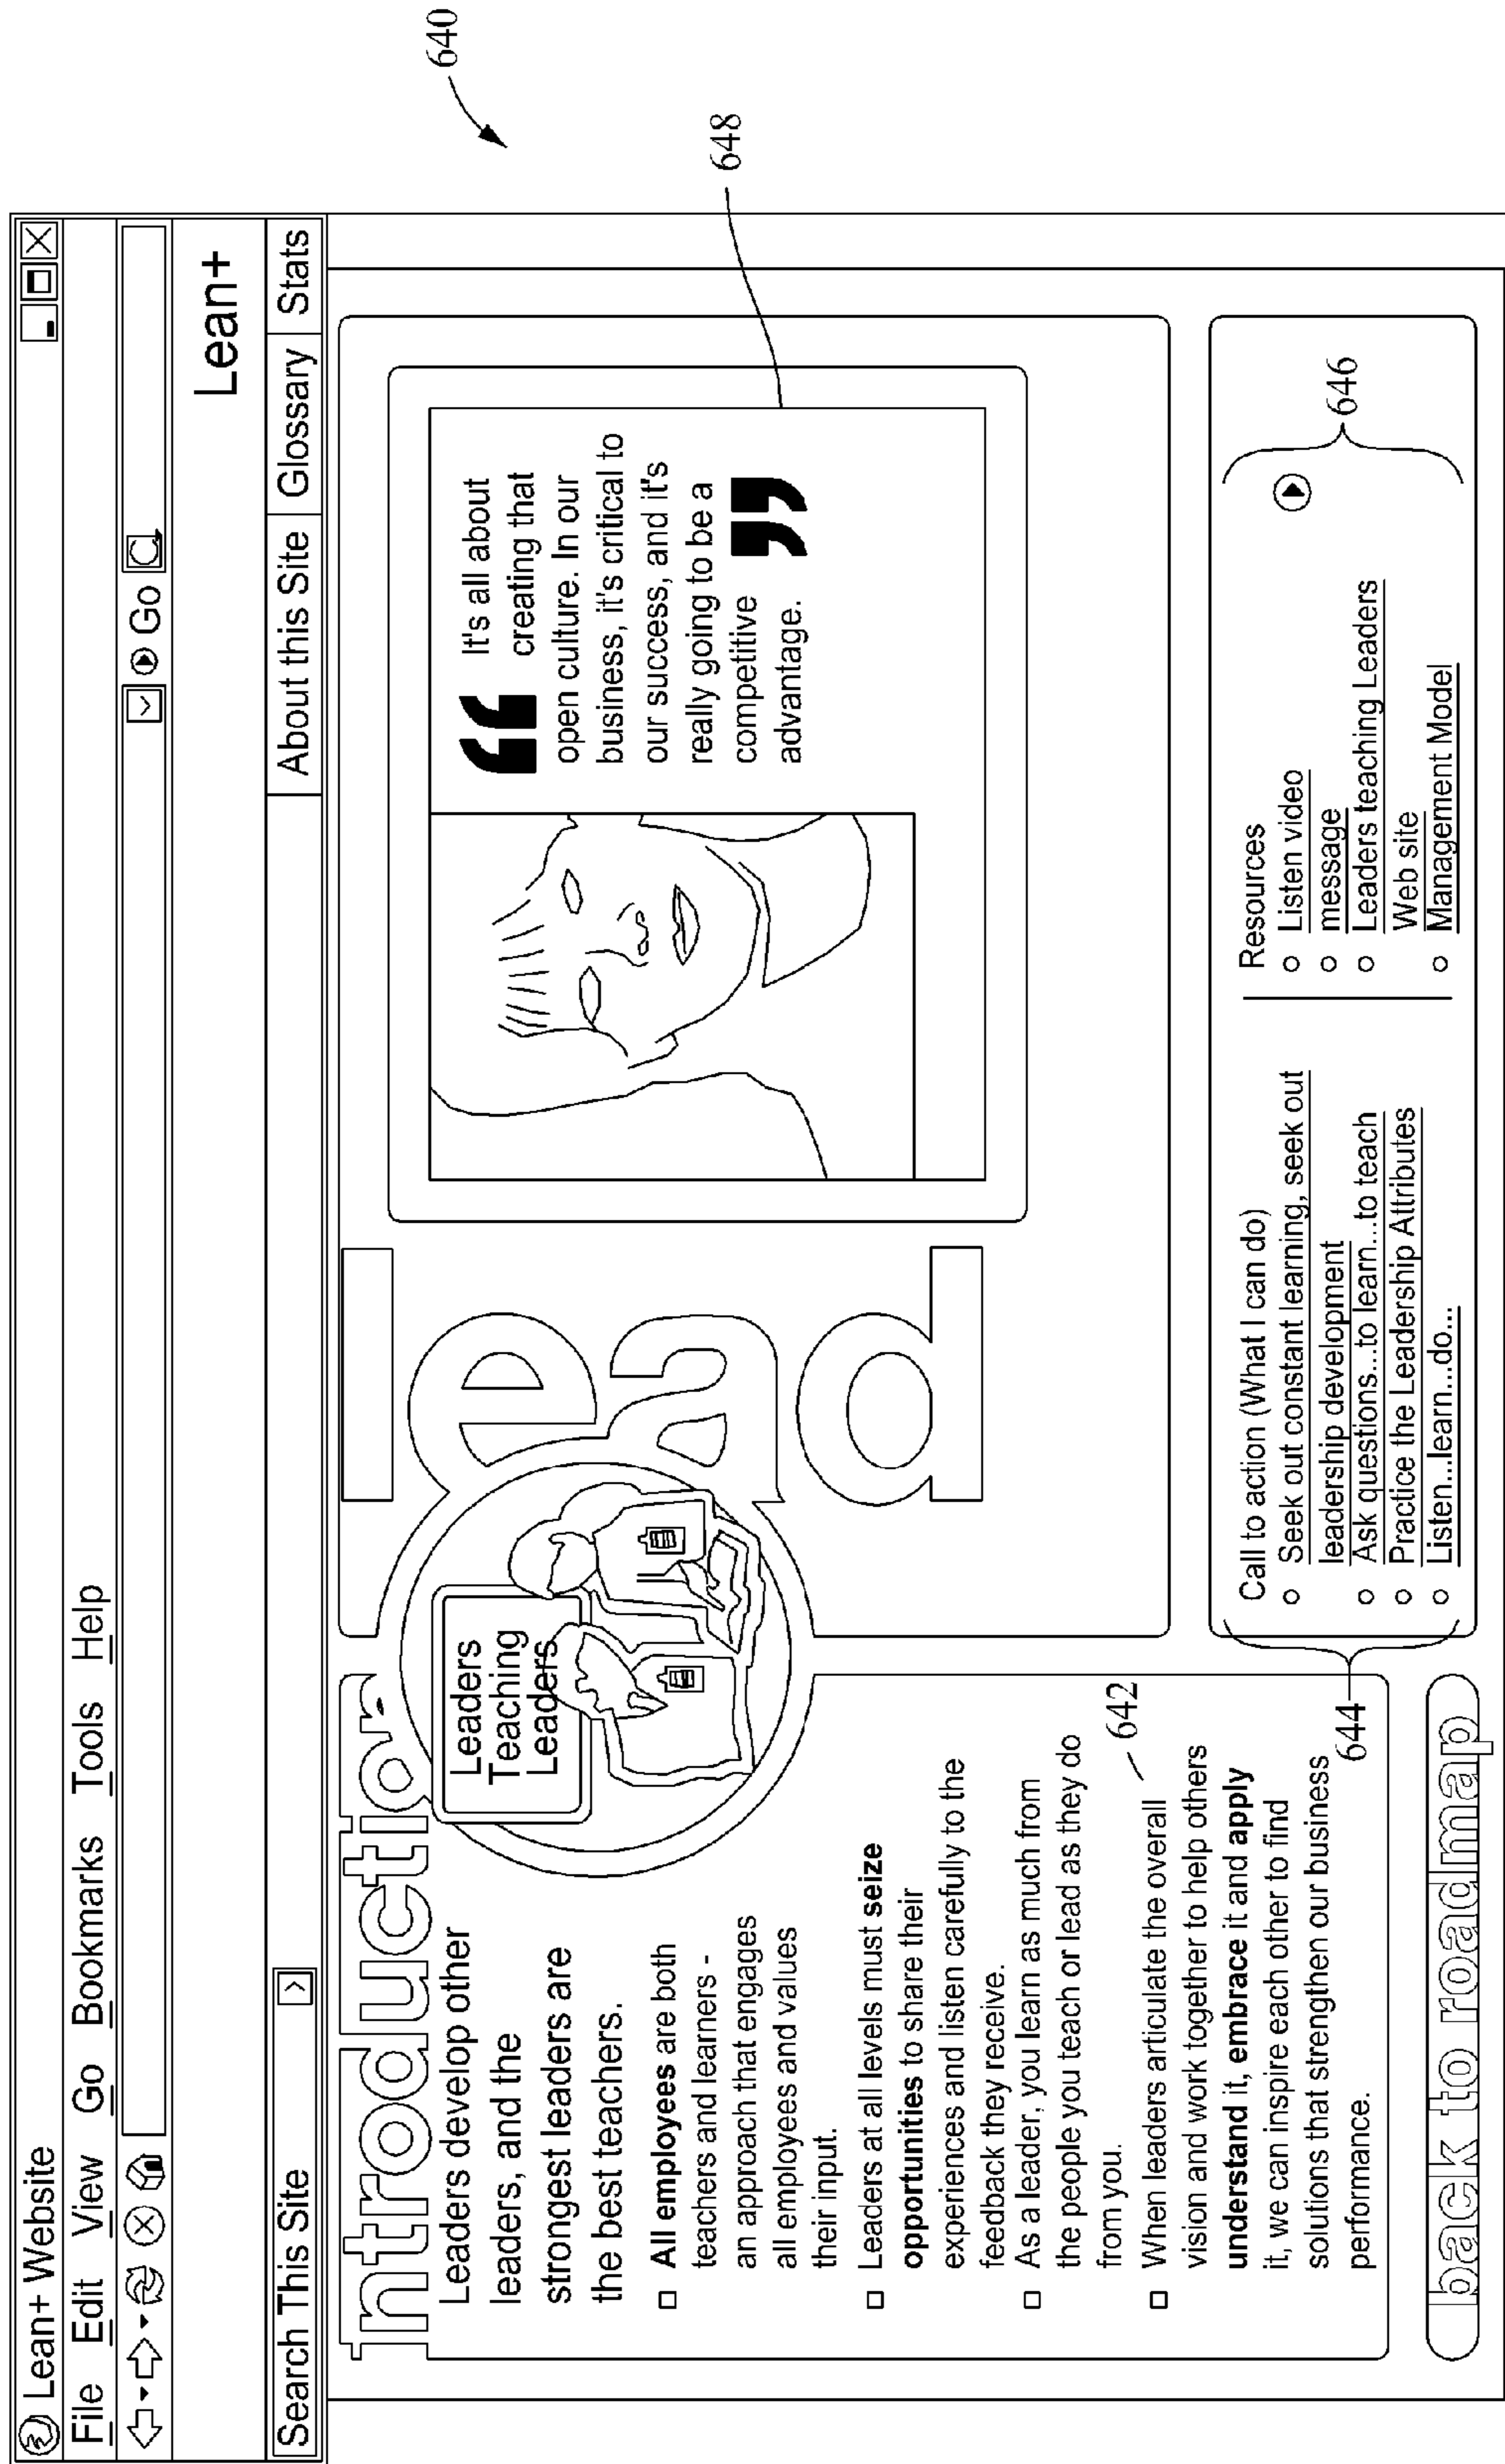 Lean+ Website
File Edit View Go Bookmarks Tools Help
Go
Lean+
Search This Site
About this Site Glossary Stats
introduction
Leaders develop other
leaders, and the
strongest leaders are
the best teachers.
All employees are both
teachers and learners -
an approach that engages
all employees and values
their input.
Leaders at all levels must seize
opportunities to share their
experiences and listen carefully to the
feedback they receive.
As a leader, you learn as much from
the people you teach or lead as they do
from you.
When leaders articulate the overall
vision and work together to help others
understand it, embrace it and apply
it, we can inspire each other to find
solutions that strengthen our business
performance.
642
back to roadmap
Leaders
Teaching
Leaders
lead
“ It's all about
creating that
open culture. In our
business, it's critical to
our success, and it's
really going to be a
competitive
advantage. ”
Call to action (What I can do)
Seek out constant learning, seek out
leadership development
Ask questions...to learn...to teach
Practice the Leadership Attributes
Listen...learn...do...
644
Resources
Listen video
message
Leaders teaching Leaders
Web site
Management Model
646
648
640